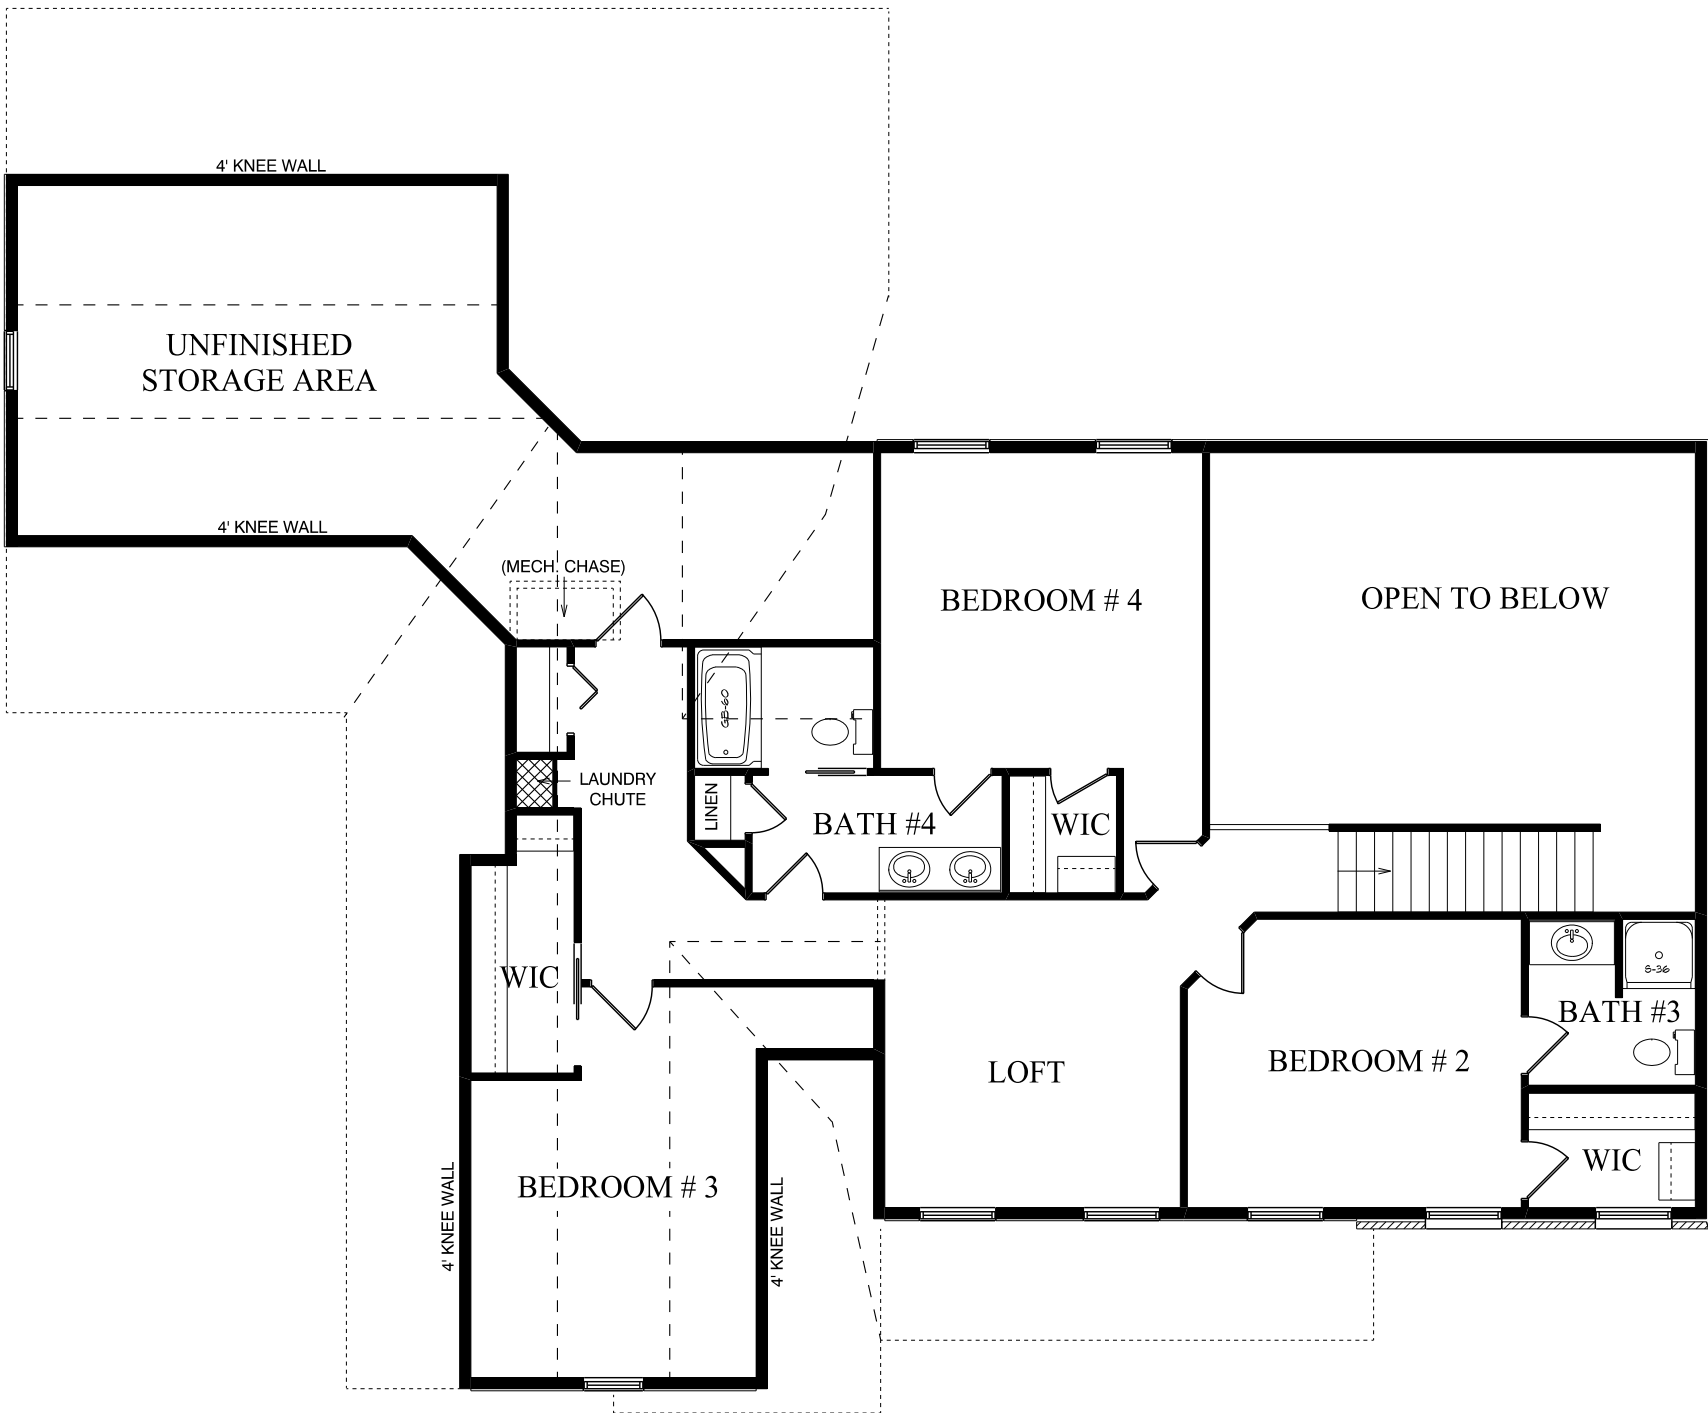 4' KNEE WALL
UNFINISHED
STORAGE AREA
4' KNEE WALL
(MECH. CHASE)
BEDROOM # 4
OPEN TO BELOW
GB-60
LAUNDRY
CHUTE
LINEN
BATH #4
WIC
WIC
S-36
BATH #3
LOFT
BEDROOM # 2
WIC
BEDROOM # 3
4' KNEE WALL
4' KNEE WALL